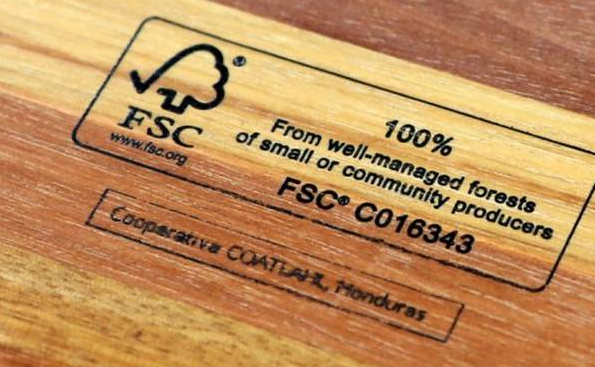 ®
FSC
www.fsc.org
100%
From well-managed forests
of small or community producers
FSC® C016343
Cooperativa COATLAHL, Honduras